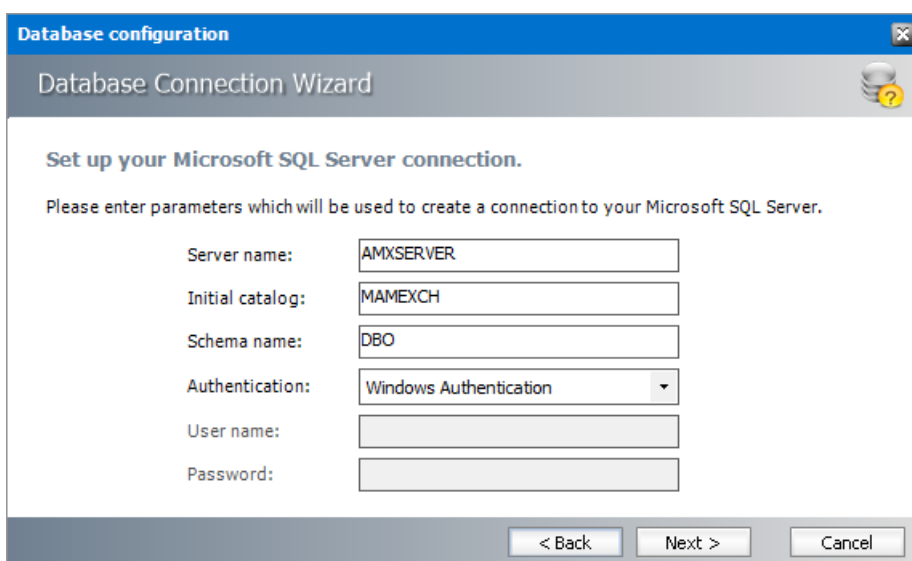 Database configuration
Database Connection Wizard
Set up your Microsoft SQL Server connection.
Please enter parameters which will be used to create a connection to your Microsoft SQL Server.
Server name: AMXSERVER
Initial catalog: MAMEXCH
Schema name: DBO
Authentication: Windows Authentication
User name:
Password:
< Back Next > Cancel